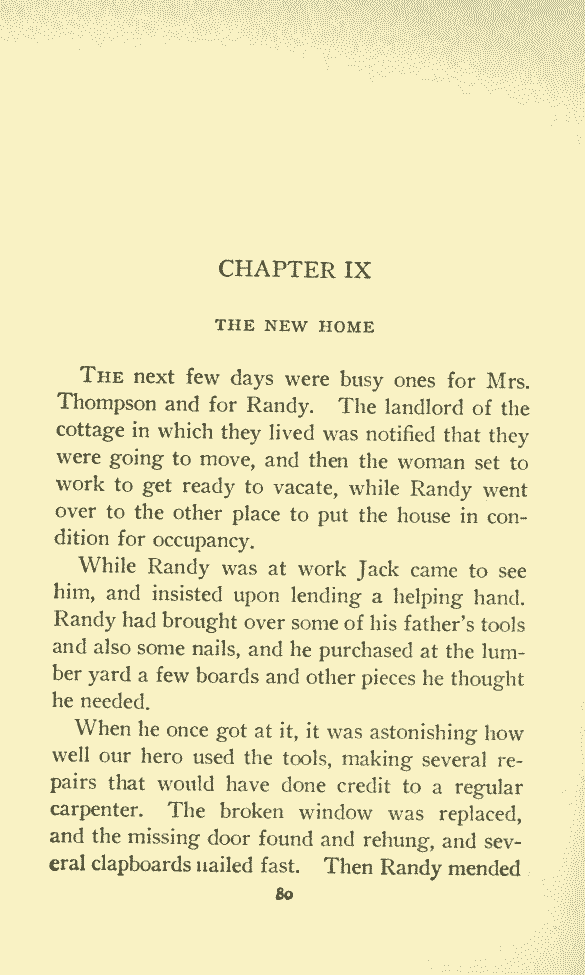 CHAPTER IX
THE NEW HOME
THE next few days were busy ones for Mrs.
Thompson and for Randy. The landlord of the
cottage in which they lived was notified that they
were going to move, and then the woman set to
work to get ready to vacate, while Randy went
over to the other place to put the house in con-
dition for occupancy.
While Randy was at work Jack came to see
him, and insisted upon lending a helping hand.
Randy had brought over some of his father's tools
and also some nails, and he purchased at the lum-
ber yard a few boards and other pieces he thought
he needed.
When he once got at it, it was astonishing how
well our hero used the tools, making several re-
pairs that would have done credit to a regular
carpenter. The broken window was replaced,
and the missing door found and rehung, and sev-
eral clapboards nailed fast. Then Randy mended
80